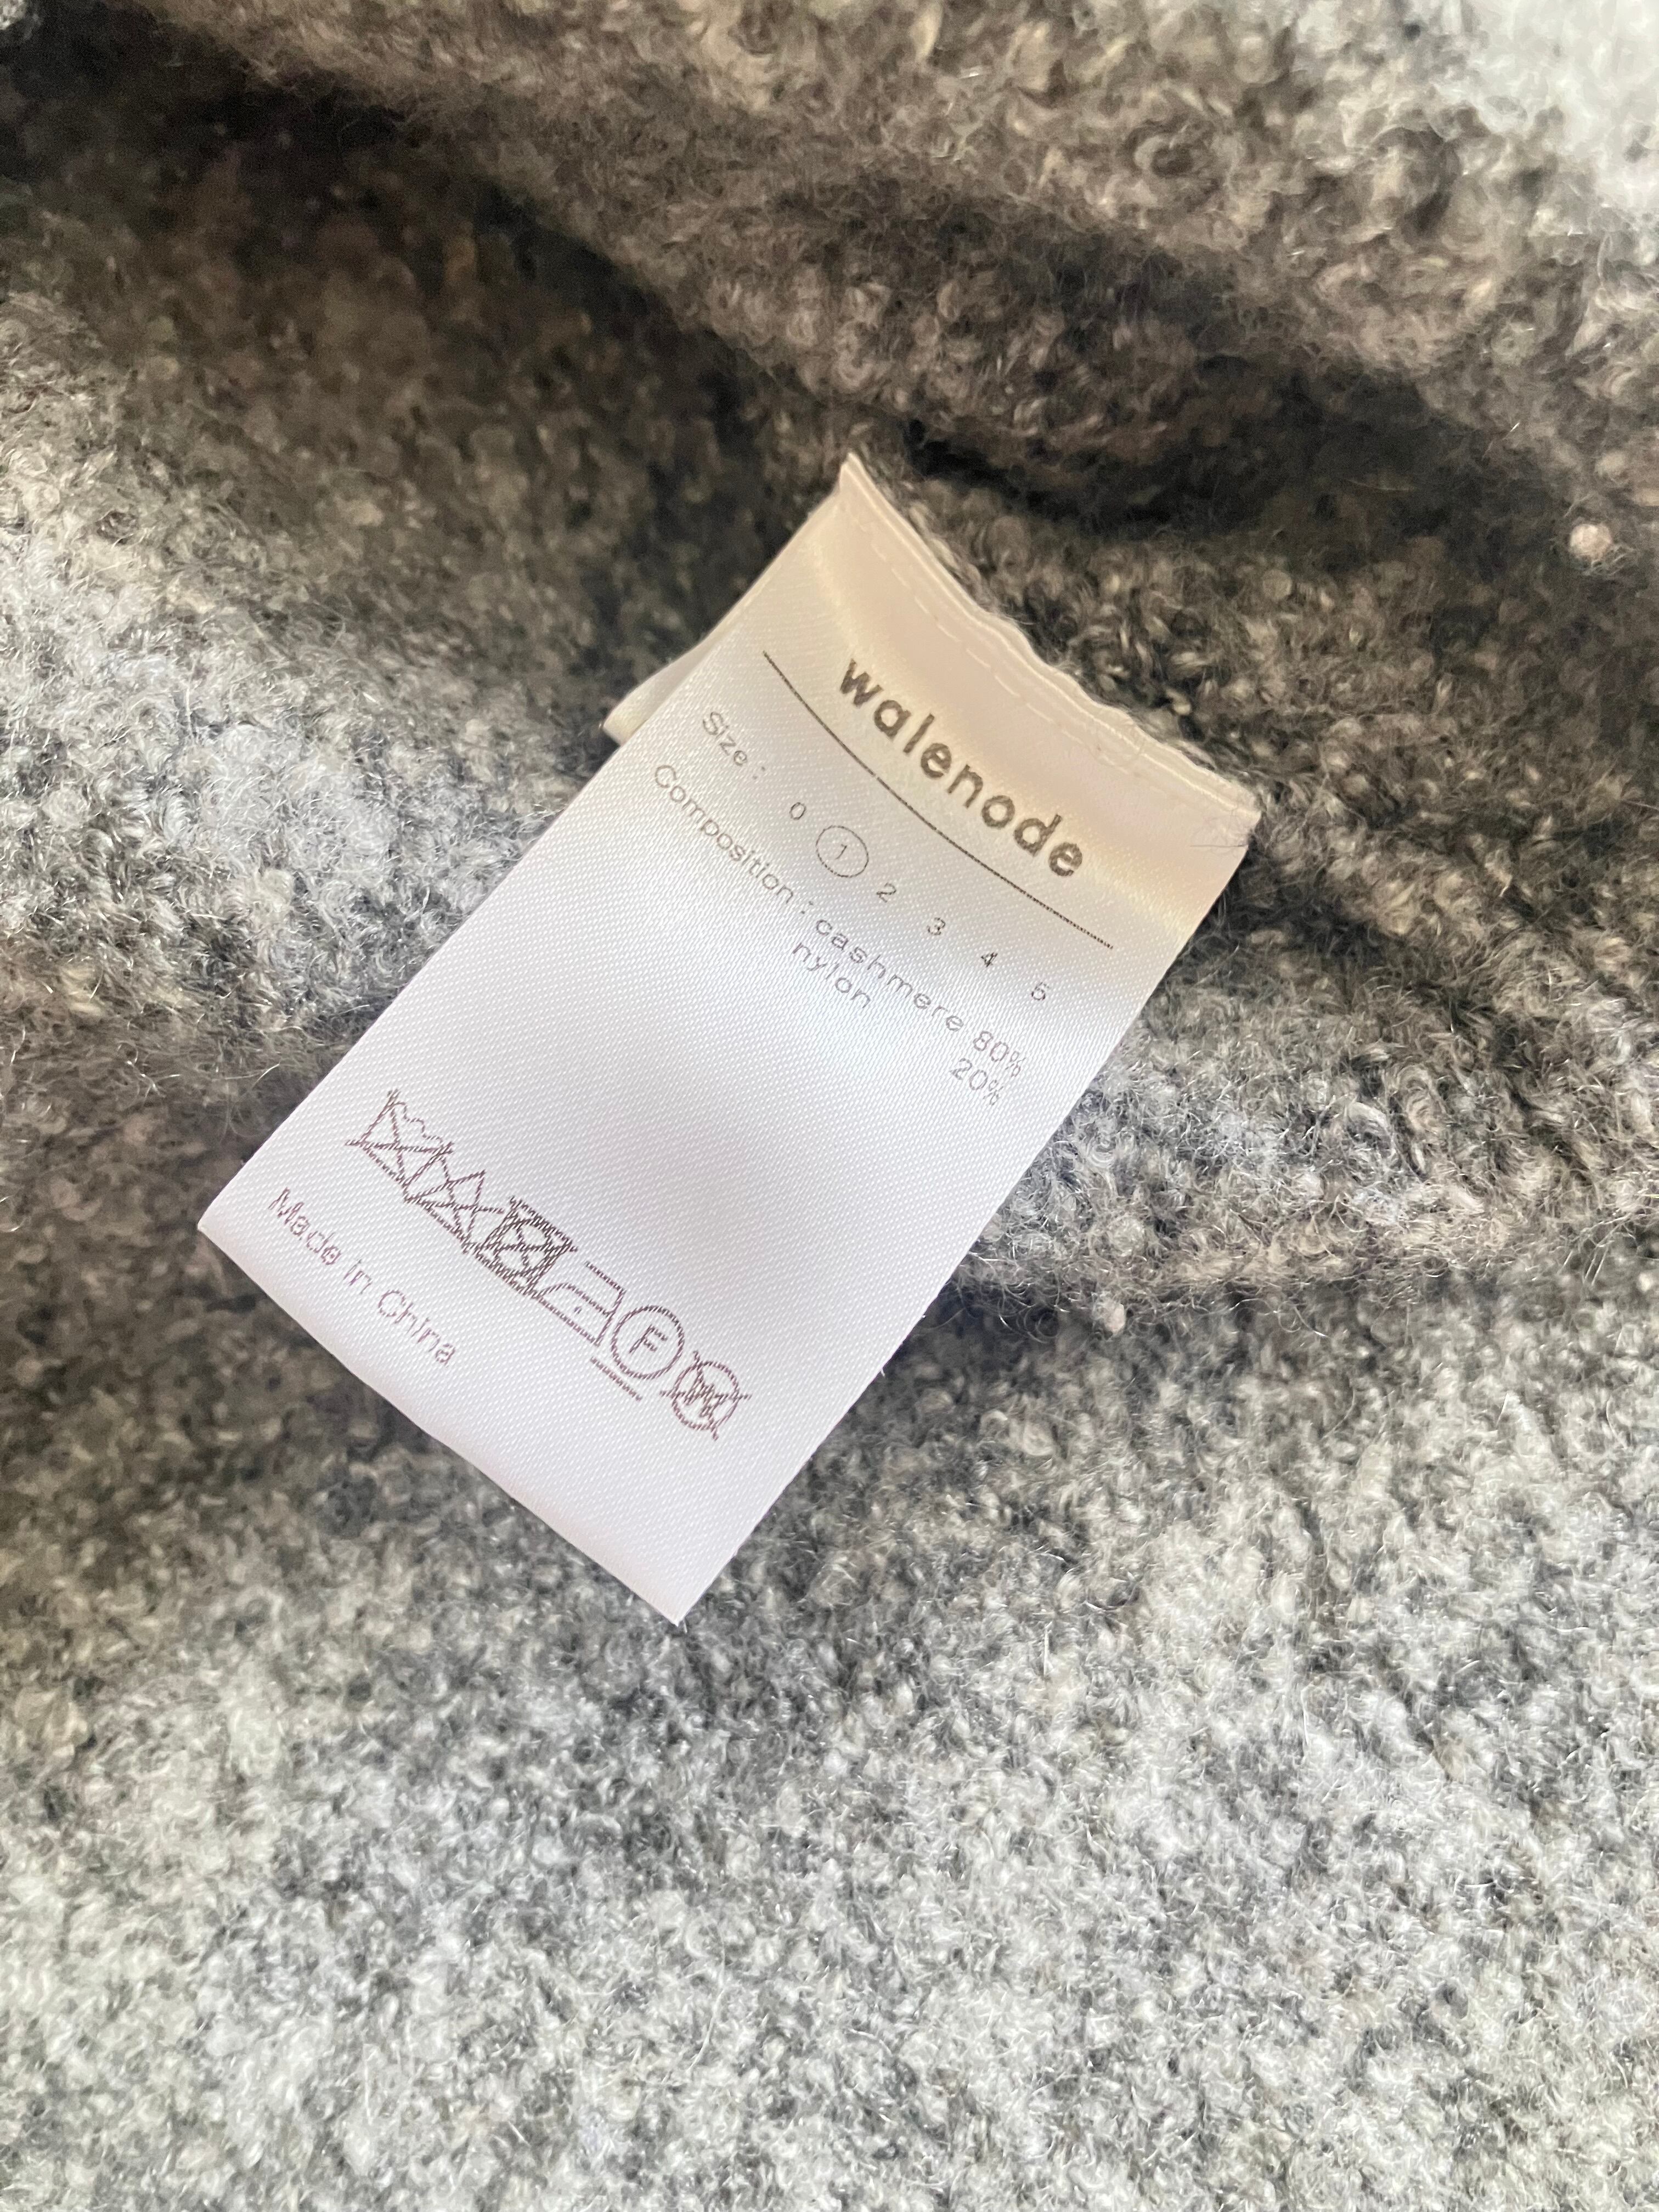 walenode
Size : 0 1 2 3 4 5
Composition : cashmere 80%
nylon 20%
F W
Made in China